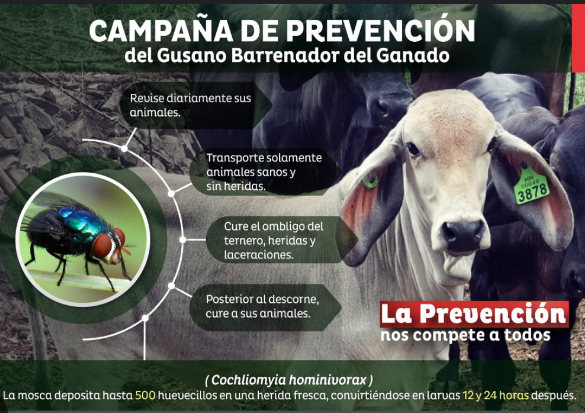 CAMPAÑA DE PREVENCIÓN
del Gusano Barrenador del Ganado
Revise diariamente sus
animales.
Transporte solamente
animales sanos y
sin heridas.
Cure el ombligo del
ternero, heridas y
laceraciones.
Posterior al descorne,
cure a sus animales.
3878
La Prevención
nos compete a todos
( Cochliomyia hominivorax )
La mosca deposita hasta 500 huevecillos en una herida fresca, convirtiéndose en larvas 12 y 24 horas después.